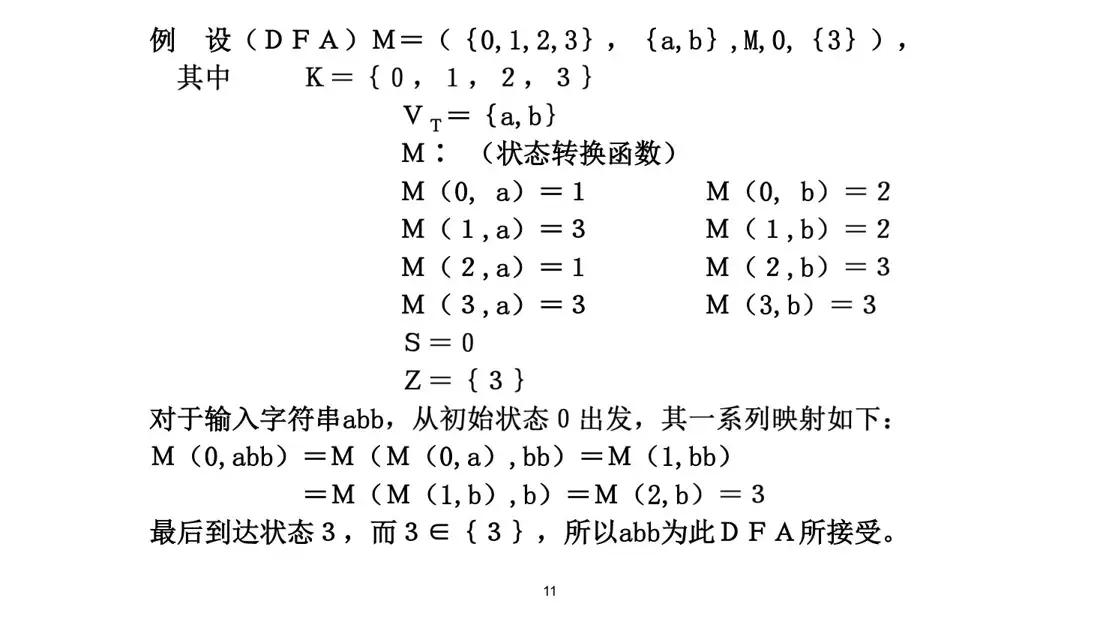 例　设（ＤＦＡ）Ｍ＝（{0,1,2,3}，{a,b},M,0,{3}），
其中　　Ｋ＝｛０，１，２，３｝
ＶT＝{a,b}
Ｍ：（状态转换函数）
Ｍ（0, a）＝１　　Ｍ（0, b）＝２
Ｍ（１,a）＝３　　Ｍ（１,b）＝２
Ｍ（２,a）＝１　　Ｍ（２,b）＝３
Ｍ（３,a）＝３　　Ｍ（3,b）＝３
Ｓ＝０
Ｚ＝｛３｝
对于输入字符串abb，从初始状态０出发，其一系列映射如下：
Ｍ（0,abb）＝Ｍ（Ｍ（0,a）,bb）＝Ｍ（1,bb）
＝Ｍ（Ｍ（1,b）,b）＝Ｍ（2,b）＝３
最后到达状态３，而３∈｛３｝，所以abb为此ＤＦＡ所接受。
11